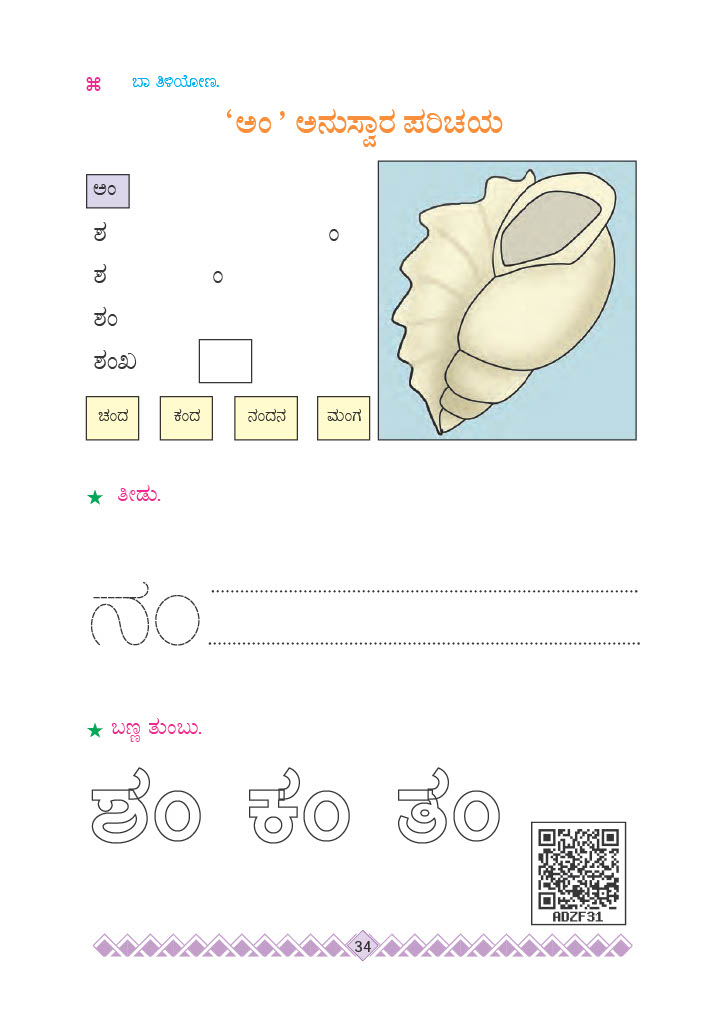 ಬಾ ತಿಳಿಯೋಣ.
‘ಅಂ ’ ಅನುಸ್ವಾರ ಪರಿಚಯ
ಅಂ
ಶ ಂ
ಶ ಂ
ಶಂ
ಶಂಖ
ಚಂದ ಕಂದ ನಂದನ ಮಂಗ
★ ತೀಡು.
ನಂ
★ ಬಣ್ಣ ತುಂಬು.
ಶಂ ಕಂ ತಂ
ADZF31
34